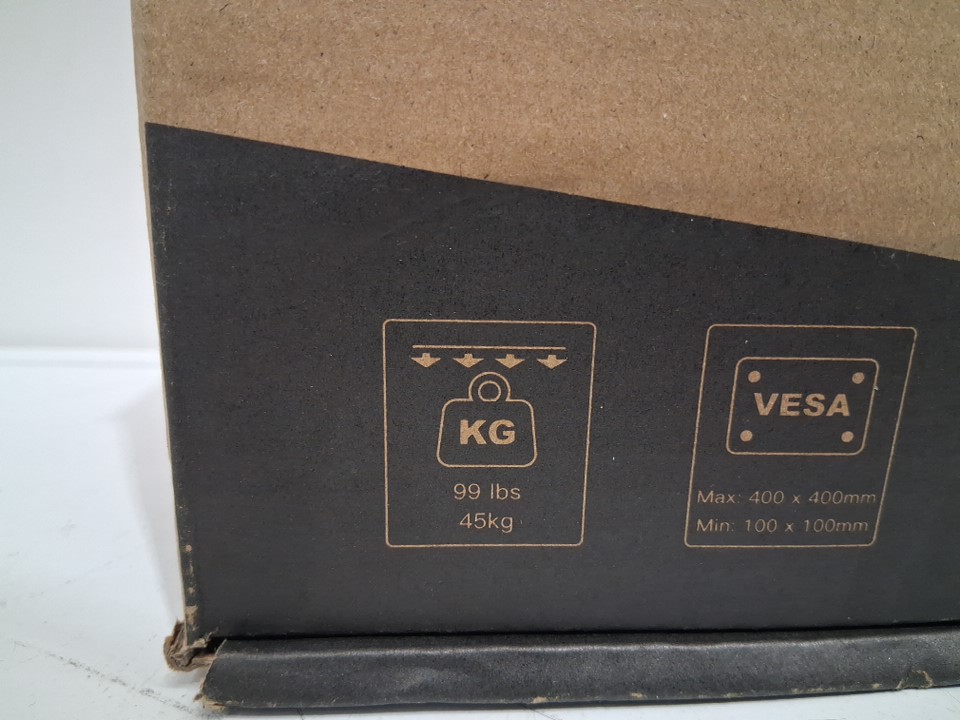 KG
99 lbs
45kg
VESA
Max: 400 x 400mm
Min: 100 x 100mm